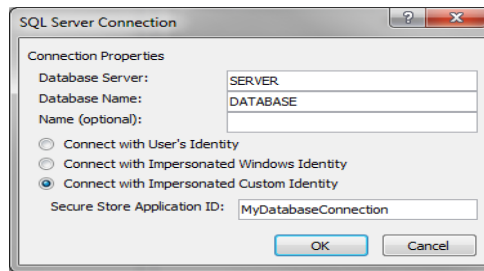 SQL Server Connection
Connection Properties
Database Server: SERVER
Database Name: DATABASE
Name (optional):
Connect with User's Identity
Connect with Impersonated Windows Identity
Connect with Impersonated Custom Identity
Secure Store Application ID: MyDatabaseConnection
OK Cancel